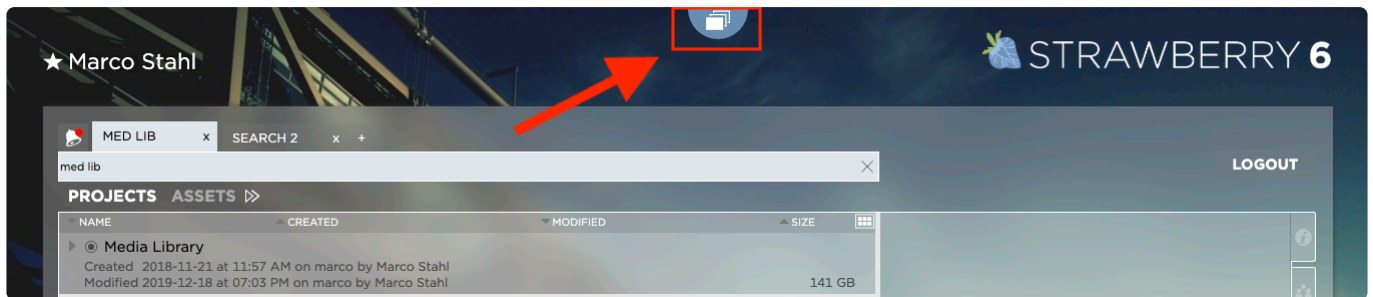 ★ Marco Stahl
STRAWBERRY 6
MED LIB x SEARCH 2 x +
med lib
LOGOUT
PROJECTS ASSETS
NAME CREATED MODIFIED SIZE
Media Library
Created 2018-11-21 at 11:57 AM on marco by Marco Stahl
Modified 2019-12-18 at 07:03 PM on marco by Marco Stahl 141 GB